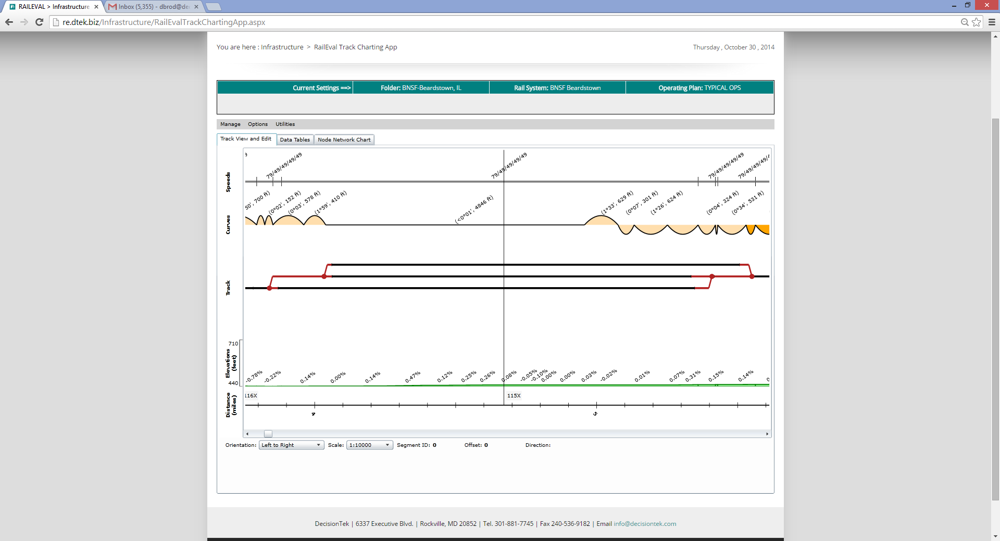 RAILEVAL > Infrastructure
Inbox (5,355) - dbrod@de
re.dtek.biz/Infrastructure/RailEvalTrackChartingApp.aspx
You are here : Infrastructure > RailEval Track Charting App
Thursday , October 30 , 2014
Current Settings ==>
Folder: BNSF-Beardstown, IL
Rail System: BNSF Beardstown
Operating Plan: TYPICAL OPS
Manage Options Utilities
Track View and Edit
Data Tables
Node Network Chart
Speeds
79/49/49/49/49
79/49/49/49/49
79/49/49/49/49
79/49/49/49/4
Curves
50', 700 ft)
(0°02', 152 ft)
(0°03', 578 ft)
(1°59', 410 ft)
(<0°01', 4846 ft)
(1°33', 629 ft)
(0°07', 301 ft)
(1°26', 624 ft)
(0°04', 324 ft)
(0°34', 531 ft)
Track
Elevations
(feet)
710
440
-0.78%
-0.22%
0.14%
0.00%
0.14%
0.47%
0.12%
0.25%
0.26%
0.08%
-0.05%
-0.10%
0.00%
0.00%
0.03%
-0.02%
0.01%
0.07%
0.31%
0.15%
0.14%
Distance
(miles)
116X
115X
4
5
Orientation: Left to Right Scale: 1:10000 Segment ID: 0 Offset: 0 Direction:
DecisionTek | 6337 Executive Blvd. | Rockville, MD 20852 | Tel. 301-881-7745 | Fax 240-536-9182 | Email info@decisiontek.com